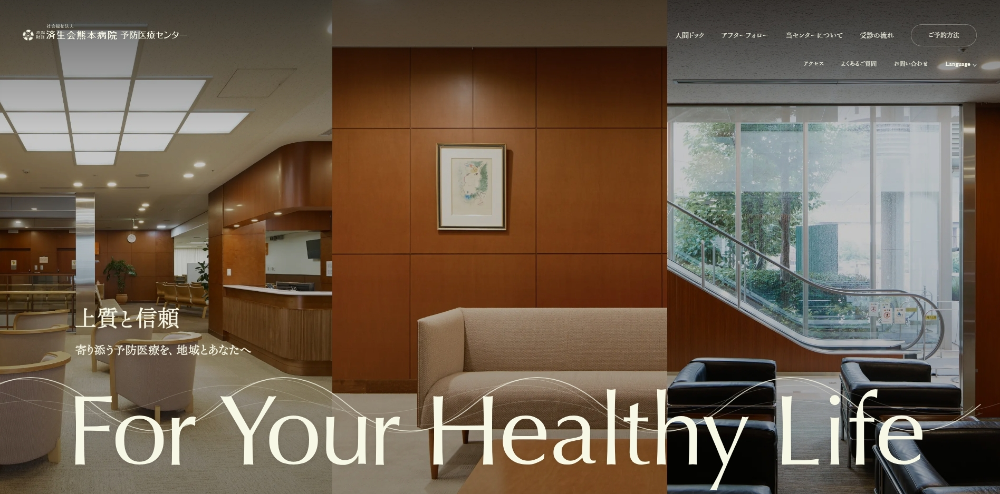 社会福祉法人
恩賜
財団
済生会熊本病院 予防医療センター
人間ドック アフターフォロー 当センターについて 受診の流れ ご予約方法
アクセス よくあるご質問 お問い合わせ Language
上質と信頼
寄り添う予防医療を、地域とあなたへ
For Your Healthy Life